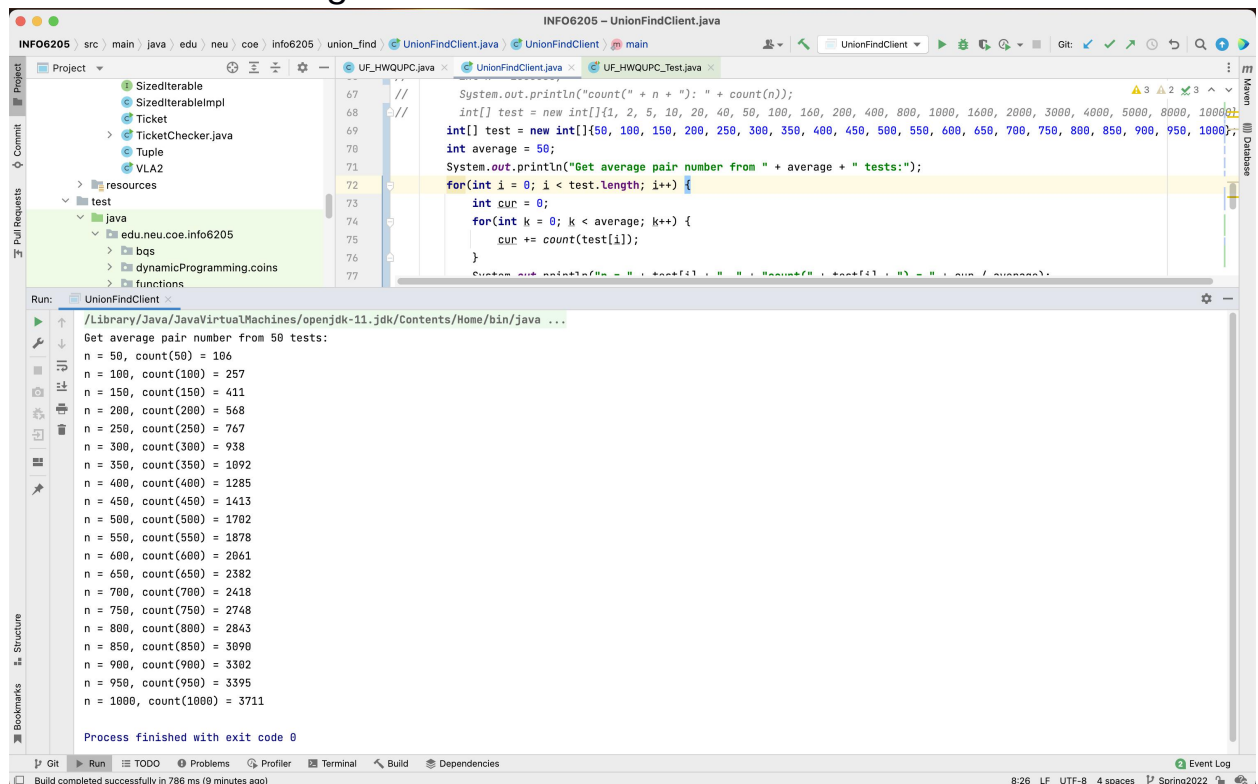 INFO6205 – UnionFindClient.java
INFO6205 src main java edu neu coe info6205 union_find UnionFindClient.java UnionFindClient main UnionFindClient Git:
Project
UF_HWQUPC.java UnionFindClient.java UF_HWQUPC_Test.java
SizedIterable
SizedIterableImpl
Ticket
TicketChecker.java
Tuple
VLA2
resources
test
java
edu.neu.coe.info6205
bqs
dynamicProgramming.coins
functions
3 2 3
67 // System.out.println("count(" + n + "): " + count(n));
68 // int[] test = new int[]{1, 2, 5, 10, 20, 40, 50, 100, 160, 200, 400, 800, 1000, 1600, 2000, 3000, 4000, 5000, 8000, 10000
69 int[] test = new int[]{50, 100, 150, 200, 250, 300, 350, 400, 450, 500, 550, 600, 650, 700, 750, 800, 850, 900, 950, 1000};
70 int average = 50;
71 System.out.println("Get average pair number from " + average + " tests:");
72 for(int i = 0; i < test.length; i++) {
73 int cur = 0;
74 for(int k = 0; k < average; k++) {
75 cur += count(test[i]);
76 }
77 System.out.println("n = " + test[i] + ", " + "count(" + test[i] + ") = " + cur / average);
Project
Commit
Pull Requests
Structure
Bookmarks
m
Maven
Database
Run: UnionFindClient
/Library/Java/JavaVirtualMachines/openjdk-11.jdk/Contents/Home/bin/java ...
Get average pair number from 50 tests:
n = 50, count(50) = 106
n = 100, count(100) = 257
n = 150, count(150) = 411
n = 200, count(200) = 568
n = 250, count(250) = 767
n = 300, count(300) = 938
n = 350, count(350) = 1092
n = 400, count(400) = 1285
n = 450, count(450) = 1413
n = 500, count(500) = 1702
n = 550, count(550) = 1878
n = 600, count(600) = 2061
n = 650, count(650) = 2382
n = 700, count(700) = 2418
n = 750, count(750) = 2748
n = 800, count(800) = 2843
n = 850, count(850) = 3090
n = 900, count(900) = 3302
n = 950, count(950) = 3395
n = 1000, count(1000) = 3711
Process finished with exit code 0
Git Run TODO Problems Profiler Terminal Build Dependencies 2 Event Log
Build completed successfully in 786 ms (9 minutes ago) 8:26 LF UTF-8 4 spaces Spring2022